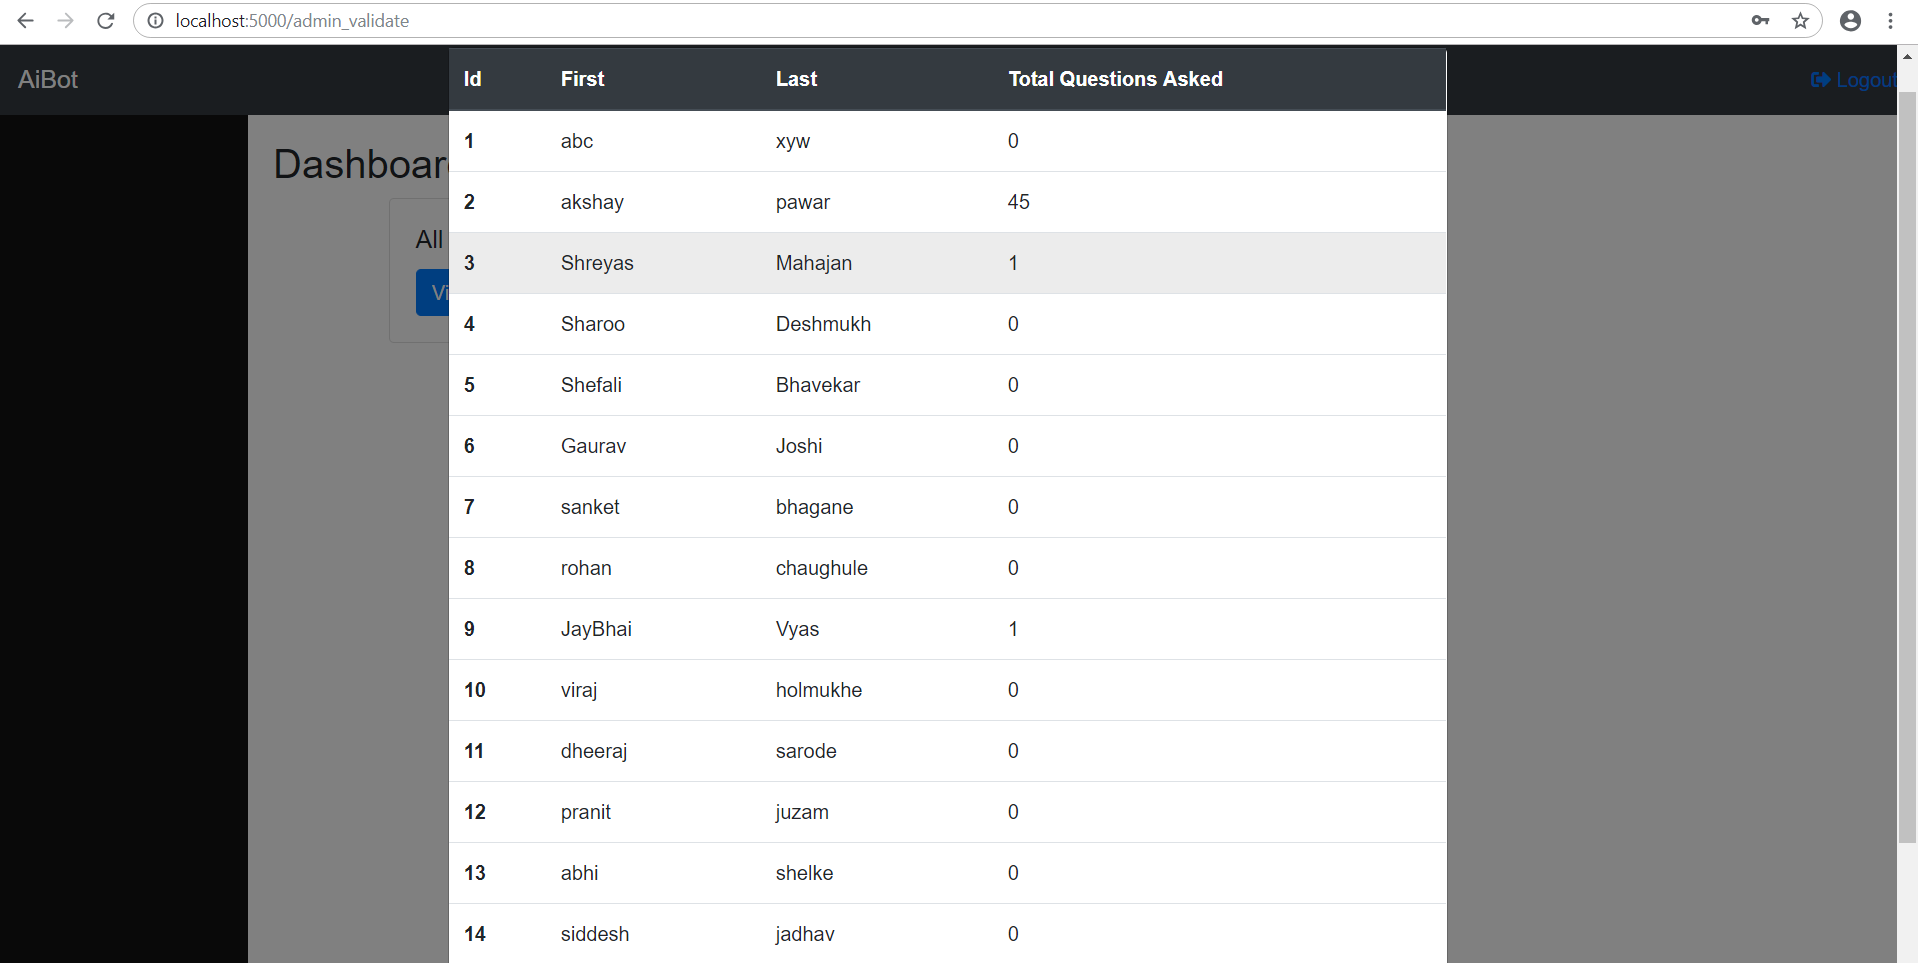 localhost:5000/admin_validate
AiBot
Logout
Id First Last Total Questions Asked
Dashboar
All
Vi
1 abc xyw 0
2 akshay pawar 45
3 Shreyas Mahajan 1
4 Sharoo Deshmukh 0
5 Shefali Bhavekar 0
6 Gaurav Joshi 0
7 sanket bhagane 0
8 rohan chaughule 0
9 JayBhai Vyas 1
10 viraj holmukhe 0
11 dheeraj sarode 0
12 pranit juzam 0
13 abhi shelke 0
14 siddesh jadhav 0